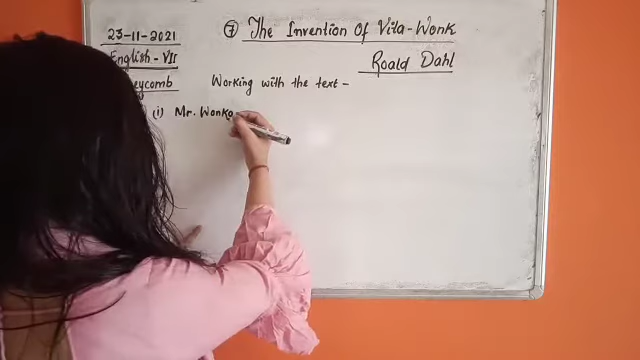 23-11-2021
⑦ The Invention Of Vita-Wonk
English - VII
Roald Dahl
Working with the text -
(i) Mr. Wonka